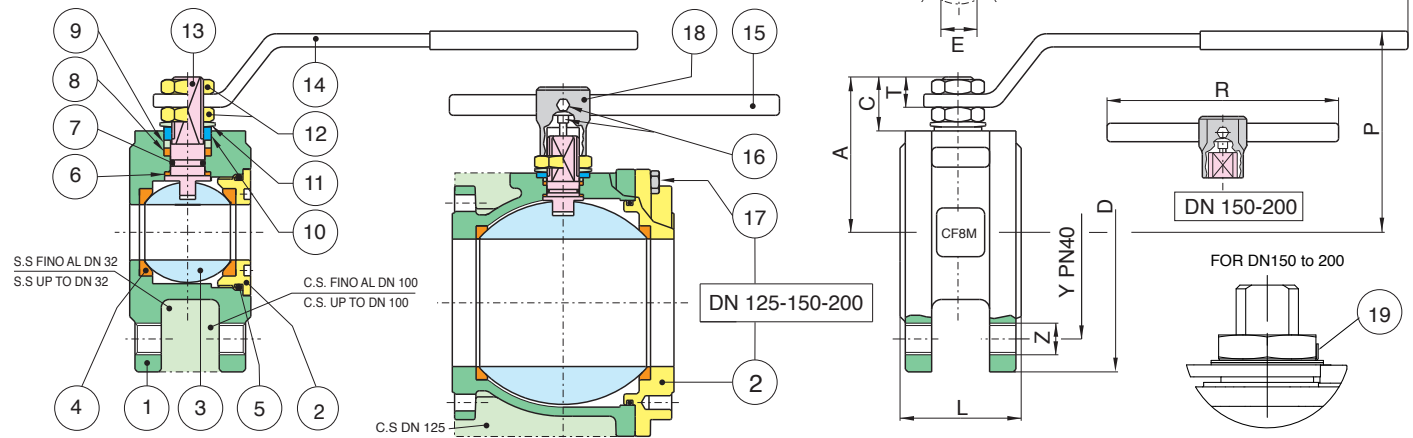 9
13
14
18
15
8
7
6
12
11
10
16
17
S.S FINO AL DN 32
S.S UP TO DN 32
C.S. FINO AL DN 100
C.S. UP TO DN 100
DN 125-150-200
4
1
3
5
2
2
C.S DN 125
E
A
C
T
R
P
CF8M
DN 150-200
D
Y PN40
Z
L
FOR DN150 to 200
19